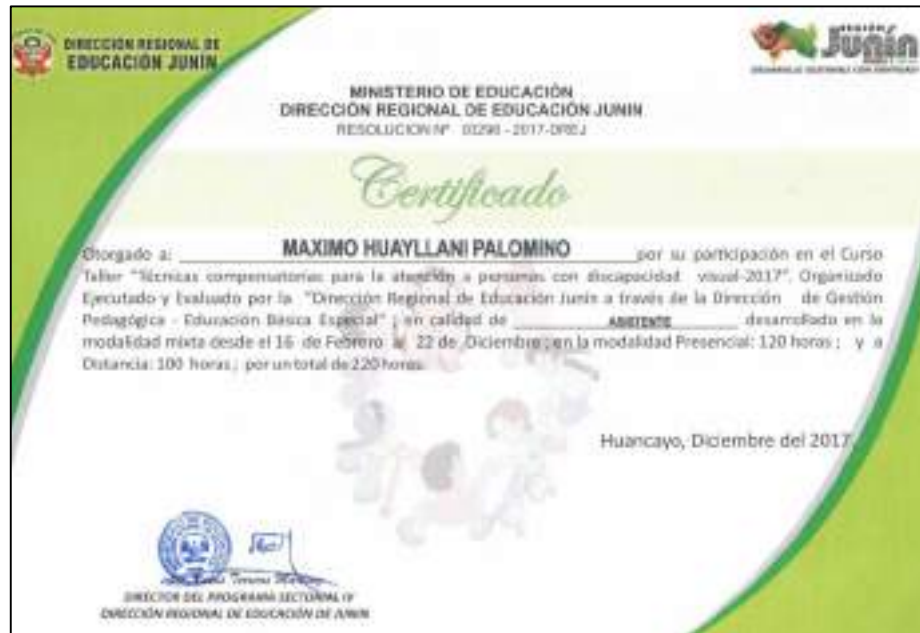 DIRECCIÓN REGIONAL DE
EDUCACIÓN JUNÍN
REGIÓN
Junín
MINISTERIO DE EDUCACIÓN
DIRECCIÓN REGIONAL DE EDUCACIÓN JUNIN
RESOLUCION Nº - 2017-DREJ
Certificado
Otorgado a: MAXIMO HUAYLLANI PALOMINO por su participación en el Curso
Taller "Técnicas compensatorias para la atención a personas con discapacidad visual-2017". Organizado
Ejecutado y Evaluado por la "Dirección Regional de Educación Junín a través de la Dirección de Gestión
Pedagógica - Educación Básica Especial" ; en calidad de ASISTENTE desarrollado en la
modalidad mixta desde el 16 de Febrero al 22 de Diciembre ; en la modalidad Presencial: 120 horas ; y a
Distancia: 100 horas ; por un total de 220 horas.
Huancayo, Diciembre del 2017
DIRECTOR DEL PROGRAMA SECTORIAL IV
DIRECCIÓN REGIONAL DE EDUCACIÓN DE JUNIN